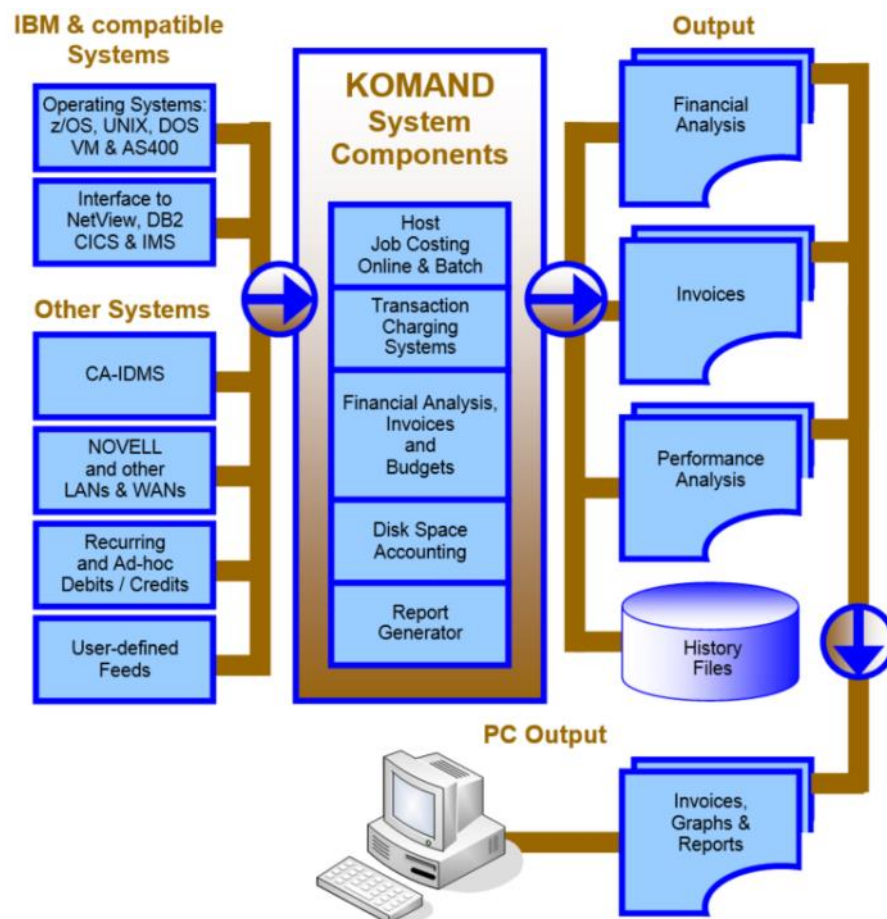 IBM & compatible
Systems
Operating Systems:
z/OS, UNIX, DOS
VM & AS400
Interface to
NetView, DB2
CICS & IMS
Other Systems
CA-IDMS
NOVELL
and other
LANs & WANs
Recurring
and Ad-hoc
Debits / Credits
User-defined
Feeds
KOMAND
System
Components
Host
Job Costing
Online & Batch
Transaction
Charging
Systems
Financial Analysis,
Invoices
and
Budgets
Disk Space
Accounting
Report
Generator
Output
Financial
Analysis
Invoices
Performance
Analysis
History
Files
PC Output
Invoices,
Graphs &
Reports